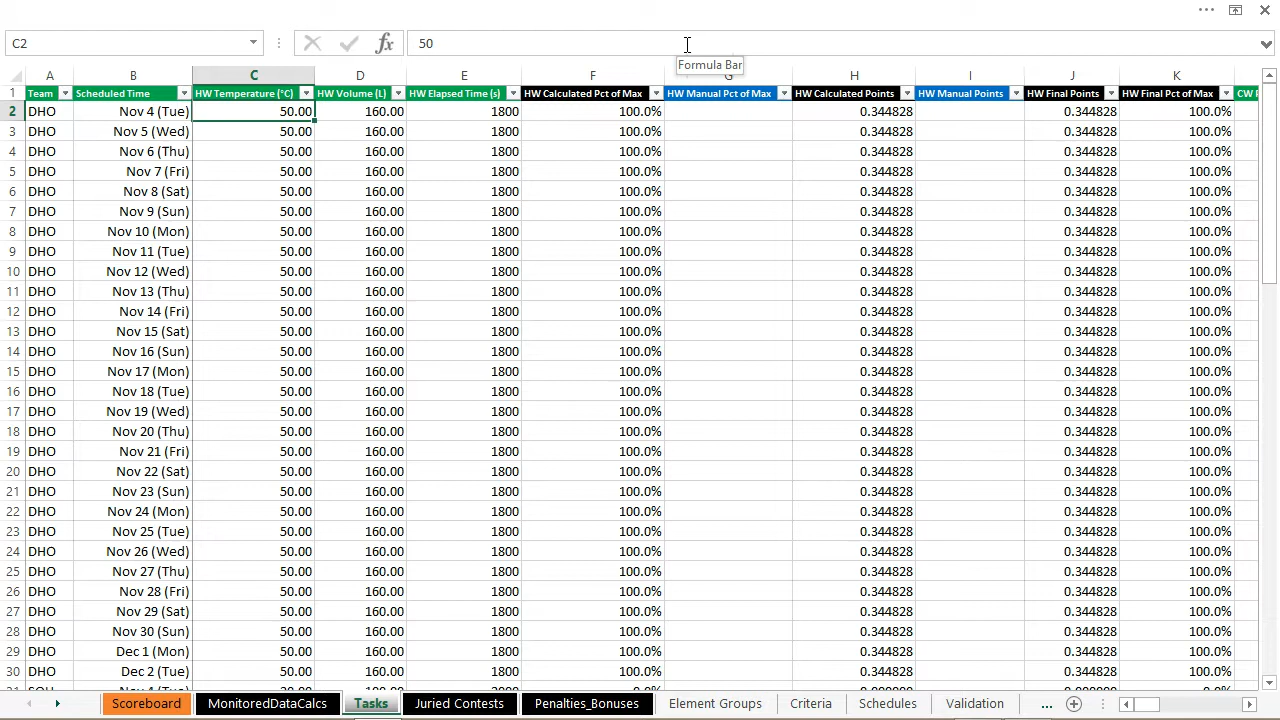 C2 fx 50
Formula Bar
A B C D E F G H I J K
1 Team Scheduled Time HW Temperature (°C) HW Volume (L) HW Elapsed Time (s) HW Calculated Pct of Max HW Manual Pct of Max HW Calculated Points HW Manual Points HW Final Points HW Final Pct of Max
2 DHO Nov 4 (Tue) 50.00 160.00 1800 100.0% 0.344828 0.344828 100.0%
3 DHO Nov 5 (Wed) 50.00 160.00 1800 100.0% 0.344828 0.344828 100.0%
4 DHO Nov 6 (Thu) 50.00 160.00 1800 100.0% 0.344828 0.344828 100.0%
5 DHO Nov 7 (Fri) 50.00 160.00 1800 100.0% 0.344828 0.344828 100.0%
6 DHO Nov 8 (Sat) 50.00 160.00 1800 100.0% 0.344828 0.344828 100.0%
7 DHO Nov 9 (Sun) 50.00 160.00 1800 100.0% 0.344828 0.344828 100.0%
8 DHO Nov 10 (Mon) 50.00 160.00 1800 100.0% 0.344828 0.344828 100.0%
9 DHO Nov 11 (Tue) 50.00 160.00 1800 100.0% 0.344828 0.344828 100.0%
10 DHO Nov 12 (Wed) 50.00 160.00 1800 100.0% 0.344828 0.344828 100.0%
11 DHO Nov 13 (Thu) 50.00 160.00 1800 100.0% 0.344828 0.344828 100.0%
12 DHO Nov 14 (Fri) 50.00 160.00 1800 100.0% 0.344828 0.344828 100.0%
13 DHO Nov 15 (Sat) 50.00 160.00 1800 100.0% 0.344828 0.344828 100.0%
14 DHO Nov 16 (Sun) 50.00 160.00 1800 100.0% 0.344828 0.344828 100.0%
15 DHO Nov 17 (Mon) 50.00 160.00 1800 100.0% 0.344828 0.344828 100.0%
16 DHO Nov 18 (Tue) 50.00 160.00 1800 100.0% 0.344828 0.344828 100.0%
17 DHO Nov 19 (Wed) 50.00 160.00 1800 100.0% 0.344828 0.344828 100.0%
18 DHO Nov 20 (Thu) 50.00 160.00 1800 100.0% 0.344828 0.344828 100.0%
19 DHO Nov 21 (Fri) 50.00 160.00 1800 100.0% 0.344828 0.344828 100.0%
20 DHO Nov 22 (Sat) 50.00 160.00 1800 100.0% 0.344828 0.344828 100.0%
21 DHO Nov 23 (Sun) 50.00 160.00 1800 100.0% 0.344828 0.344828 100.0%
22 DHO Nov 24 (Mon) 50.00 160.00 1800 100.0% 0.344828 0.344828 100.0%
23 DHO Nov 25 (Tue) 50.00 160.00 1800 100.0% 0.344828 0.344828 100.0%
24 DHO Nov 26 (Wed) 50.00 160.00 1800 100.0% 0.344828 0.344828 100.0%
25 DHO Nov 27 (Thu) 50.00 160.00 1800 100.0% 0.344828 0.344828 100.0%
26 DHO Nov 28 (Fri) 50.00 160.00 1800 100.0% 0.344828 0.344828 100.0%
27 DHO Nov 29 (Sat) 50.00 160.00 1800 100.0% 0.344828 0.344828 100.0%
28 DHO Nov 30 (Sun) 50.00 160.00 1800 100.0% 0.344828 0.344828 100.0%
29 DHO Dec 1 (Mon) 50.00 160.00 1800 100.0% 0.344828 0.344828 100.0%
30 DHO Dec 2 (Tue) 50.00 160.00 1800 100.0% 0.344828 0.344828 100.0%
Scoreboard MonitoredDataCalcs Tasks Juried Contests Penalties_Bonuses Element Groups Criteria Schedules Validation ...